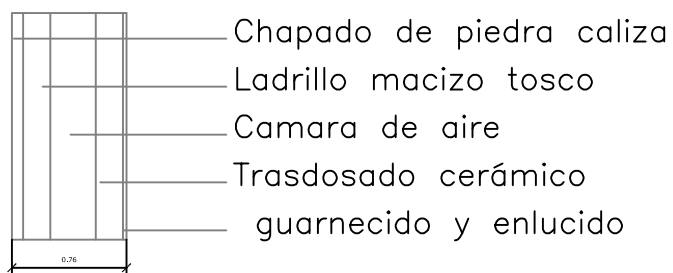 Chapado de piedra caliza
Ladrillo macizo tosco
Camara de aire
Trasdosado cerámico
guarnecido y enlucido
0.76